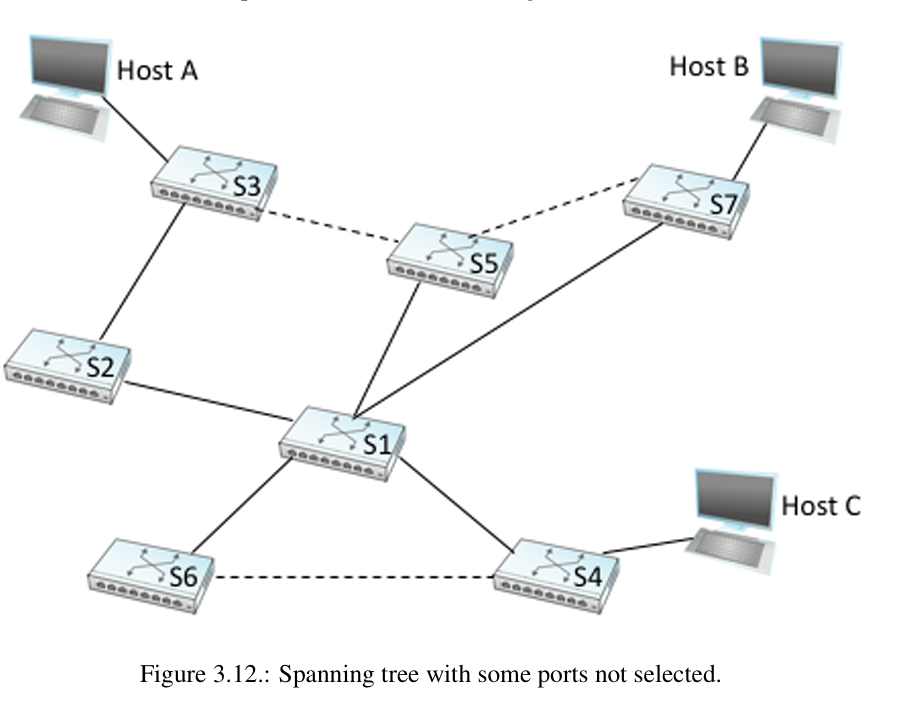 Host A
Host B
S3
S7
S5
S2
S1
Host C
S6
S4
Figure 3.12.: Spanning tree with some ports not selected.